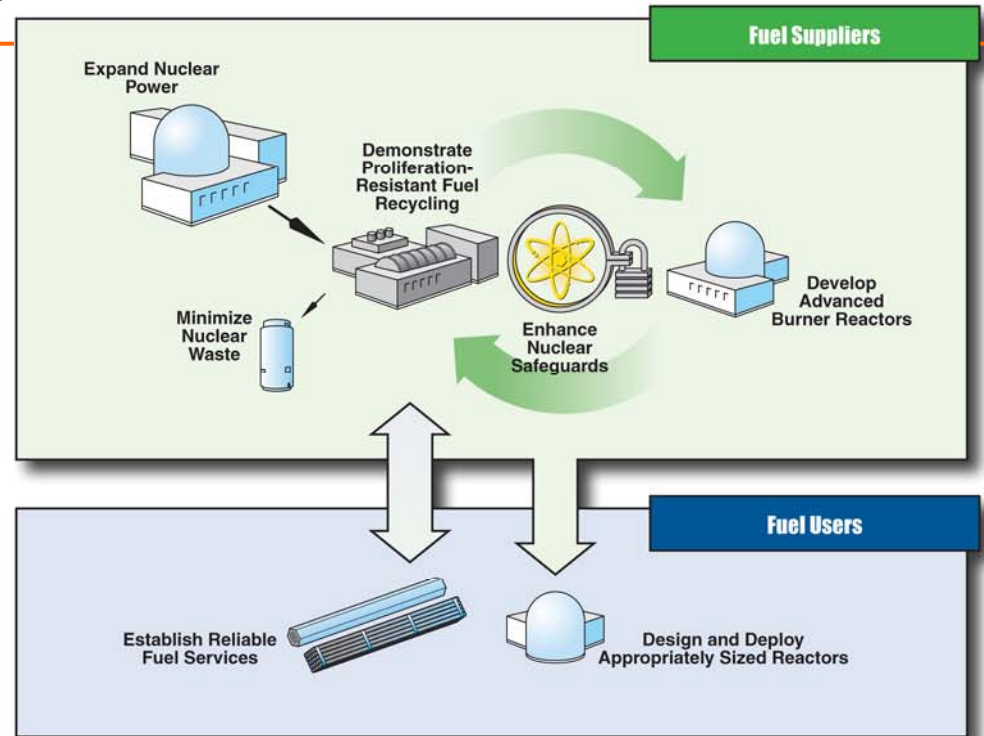 Fuel Suppliers
Expand Nuclear
Power
Demonstrate
Proliferation-
Resistant Fuel
Recycling
Develop
Advanced
Burner Reactors
Minimize
Nuclear
Waste
Enhance
Nuclear
Safeguards
Fuel Users
Establish Reliable
Fuel Services
Design and Deploy
Appropriately Sized Reactors